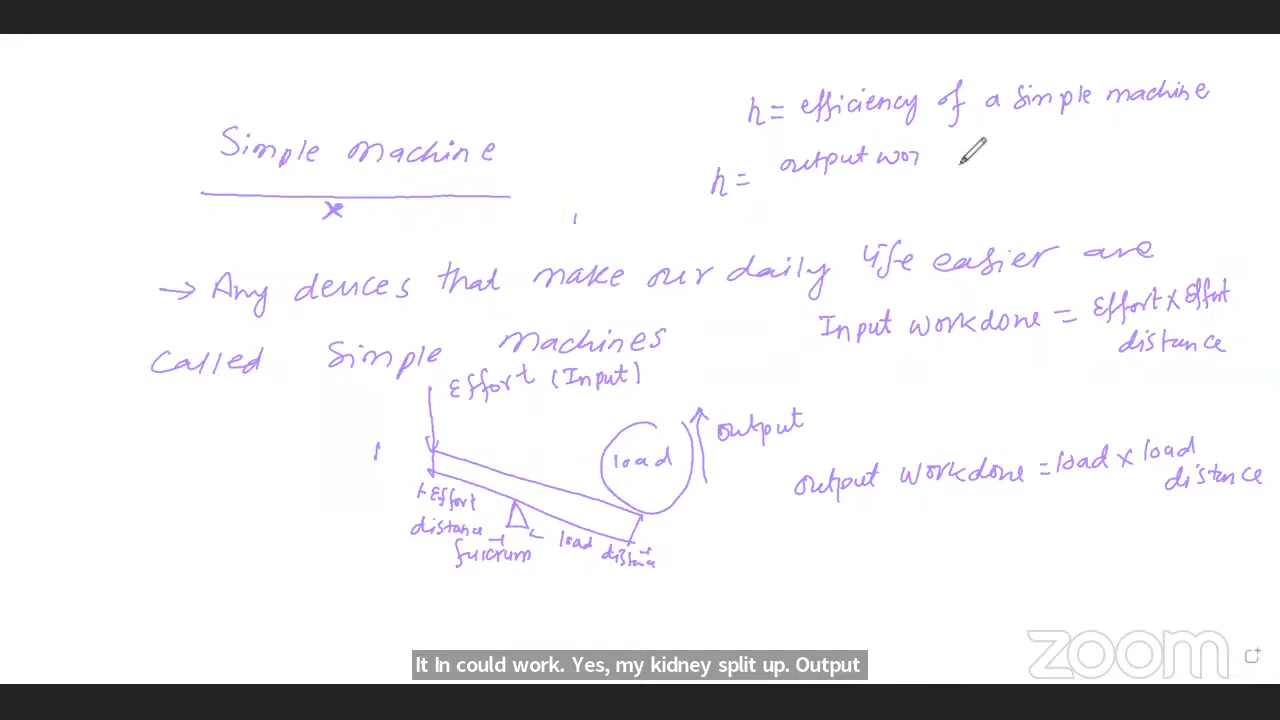 η = efficiency of a simple machine
Simple Machine
η = output wor
→ Any devices that make our daily life easier are
called simple machines
Input workdone = Effort x Effort
distance
Effort (Input)
output
load
output workdone = load x load
distance
Effort
distance
load distance
fulcrum
zoom
It In could work. Yes, my kidney split up. Output